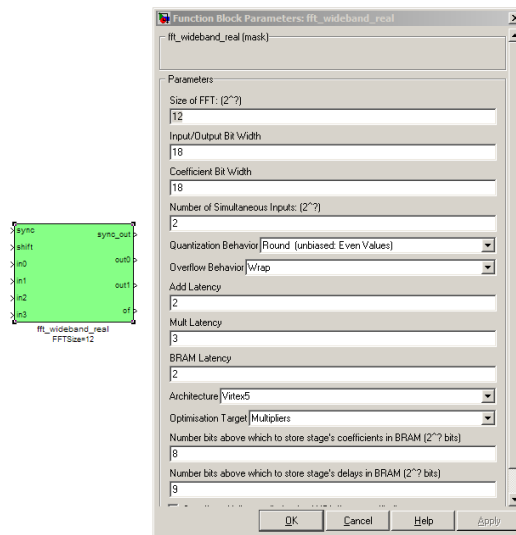 Function Block Parameters: fft_wideband_real
fft_wideband_real (mask)
Parameters
Size of FFT: (2^?)
12
Input/Output Bit Width
18
Coefficient Bit Width
18
Number of Simultaneous Inputs: (2^?)
2
Quantization Behavior Round (unbiased: Even Values)
Overflow Behavior Wrap
Add Latency
2
Mult Latency
3
BRAM Latency
2
Architecture Virtex5
Optimisation Target Multipliers
Number bits above which to store stage's coefficients in BRAM (2^? bits)
8
Number bits above which to store stage's delays in BRAM (2^? bits)
9
OK Cancel Help Apply
sync sync_out
shift
in0 out0
in1
in2 out1
in3 of
fft_wideband_real
FFTSize=12